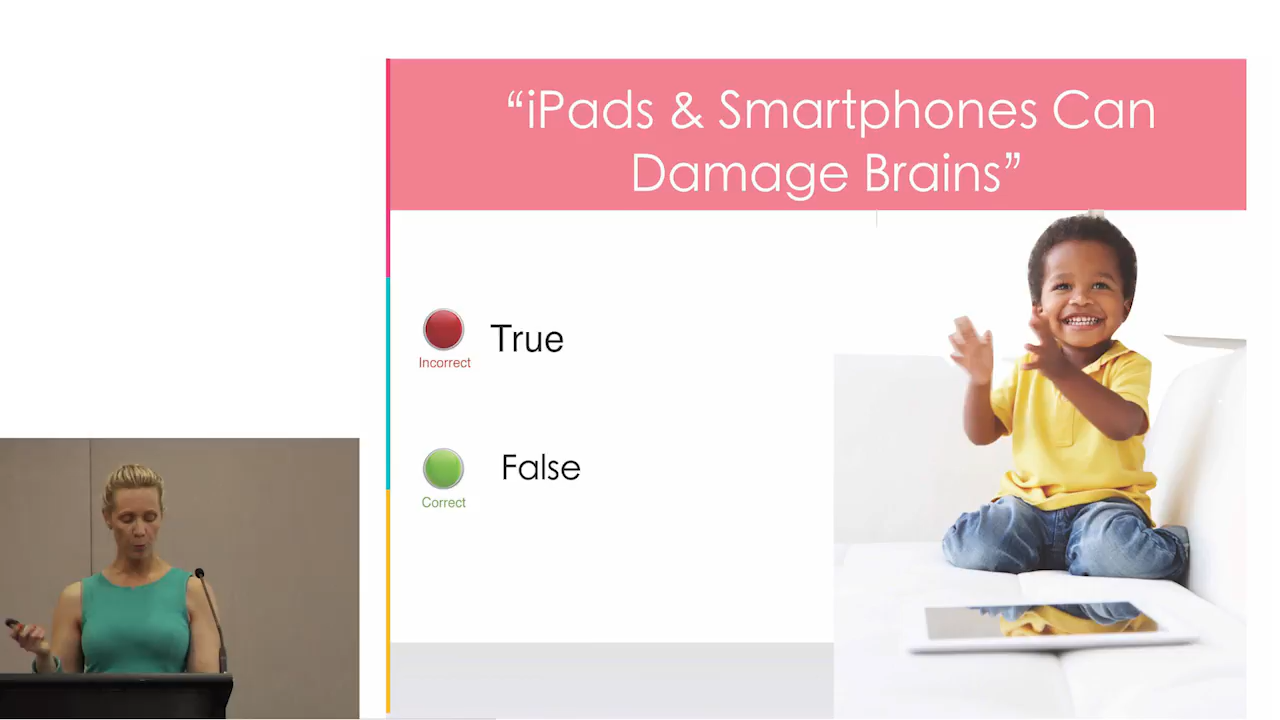 “iPads & Smartphones Can
Damage Brains”
True
Incorrect
False
Correct